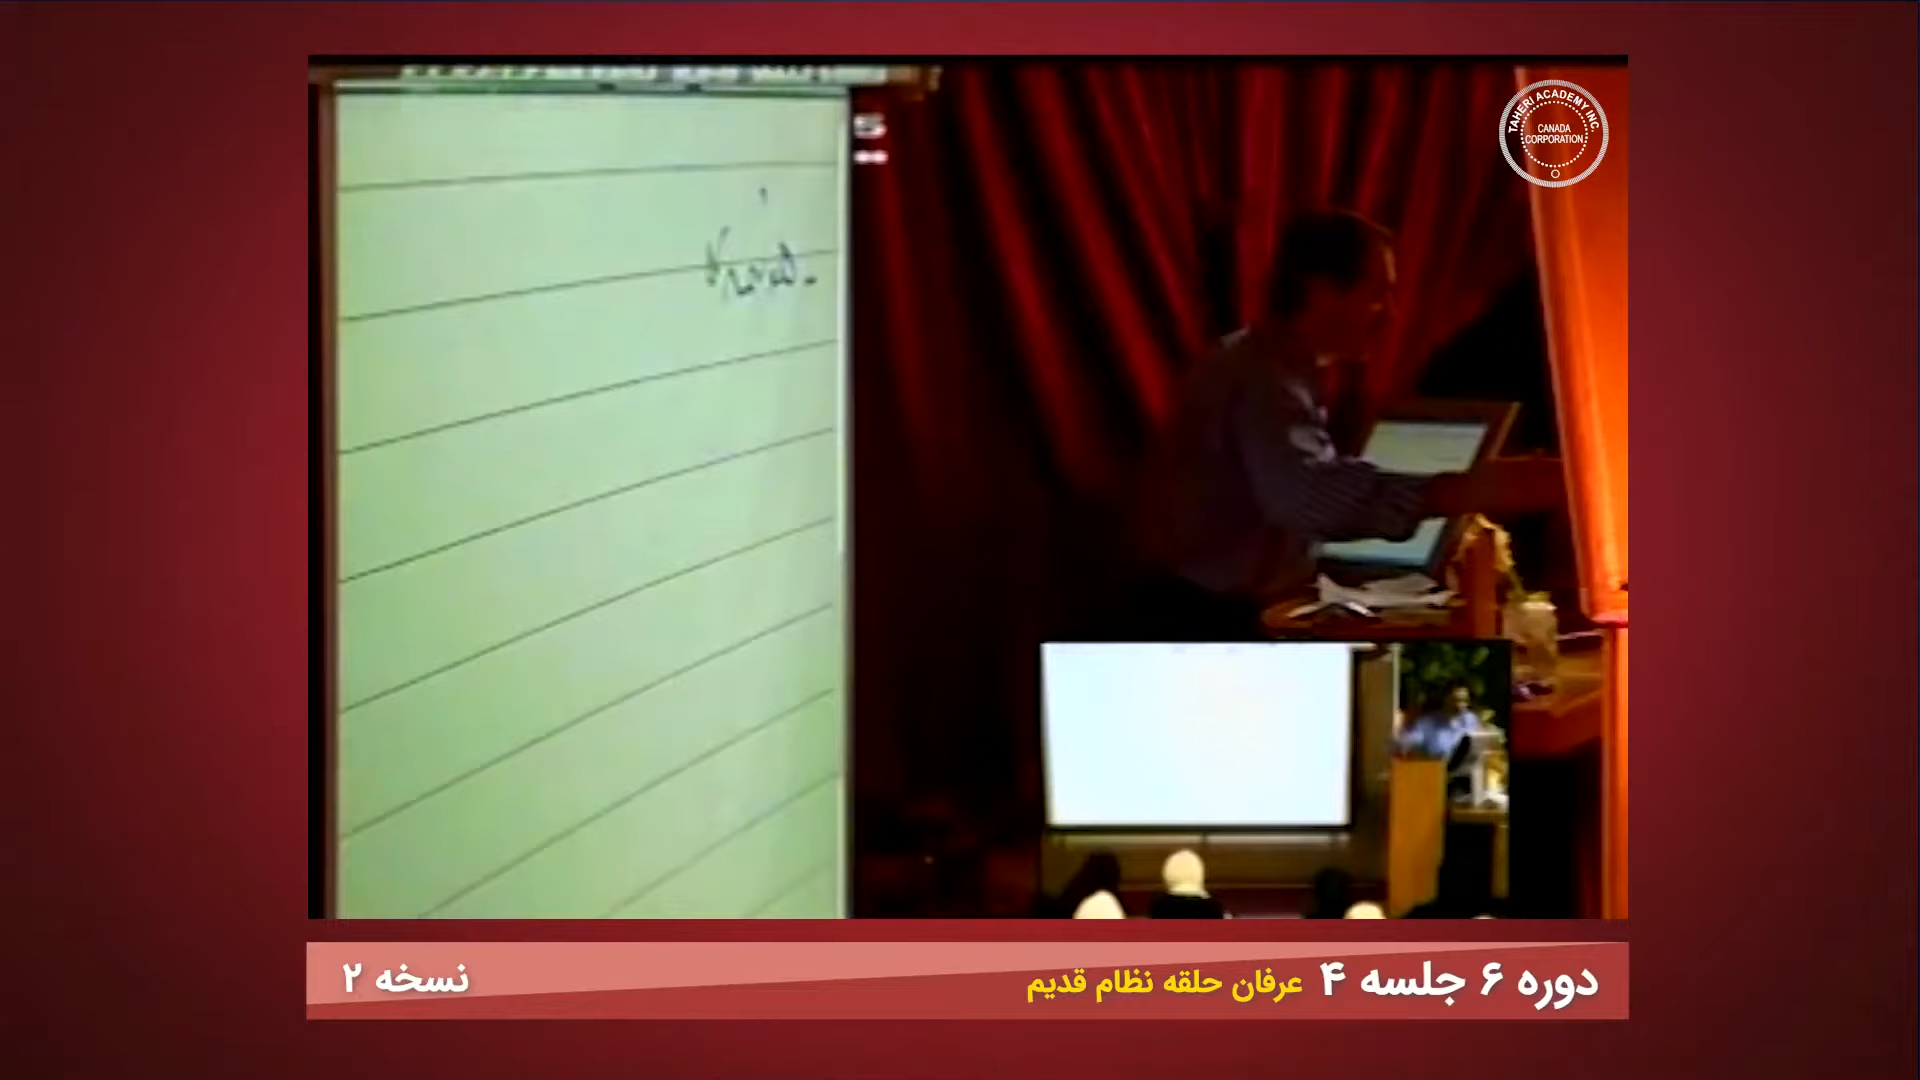 TAHERI ACADEMY INC.
CANADA
CORPORATION
دوره ۶ جلسه ۴ عرفان حلقه نظام قدیم
نسخه ۲